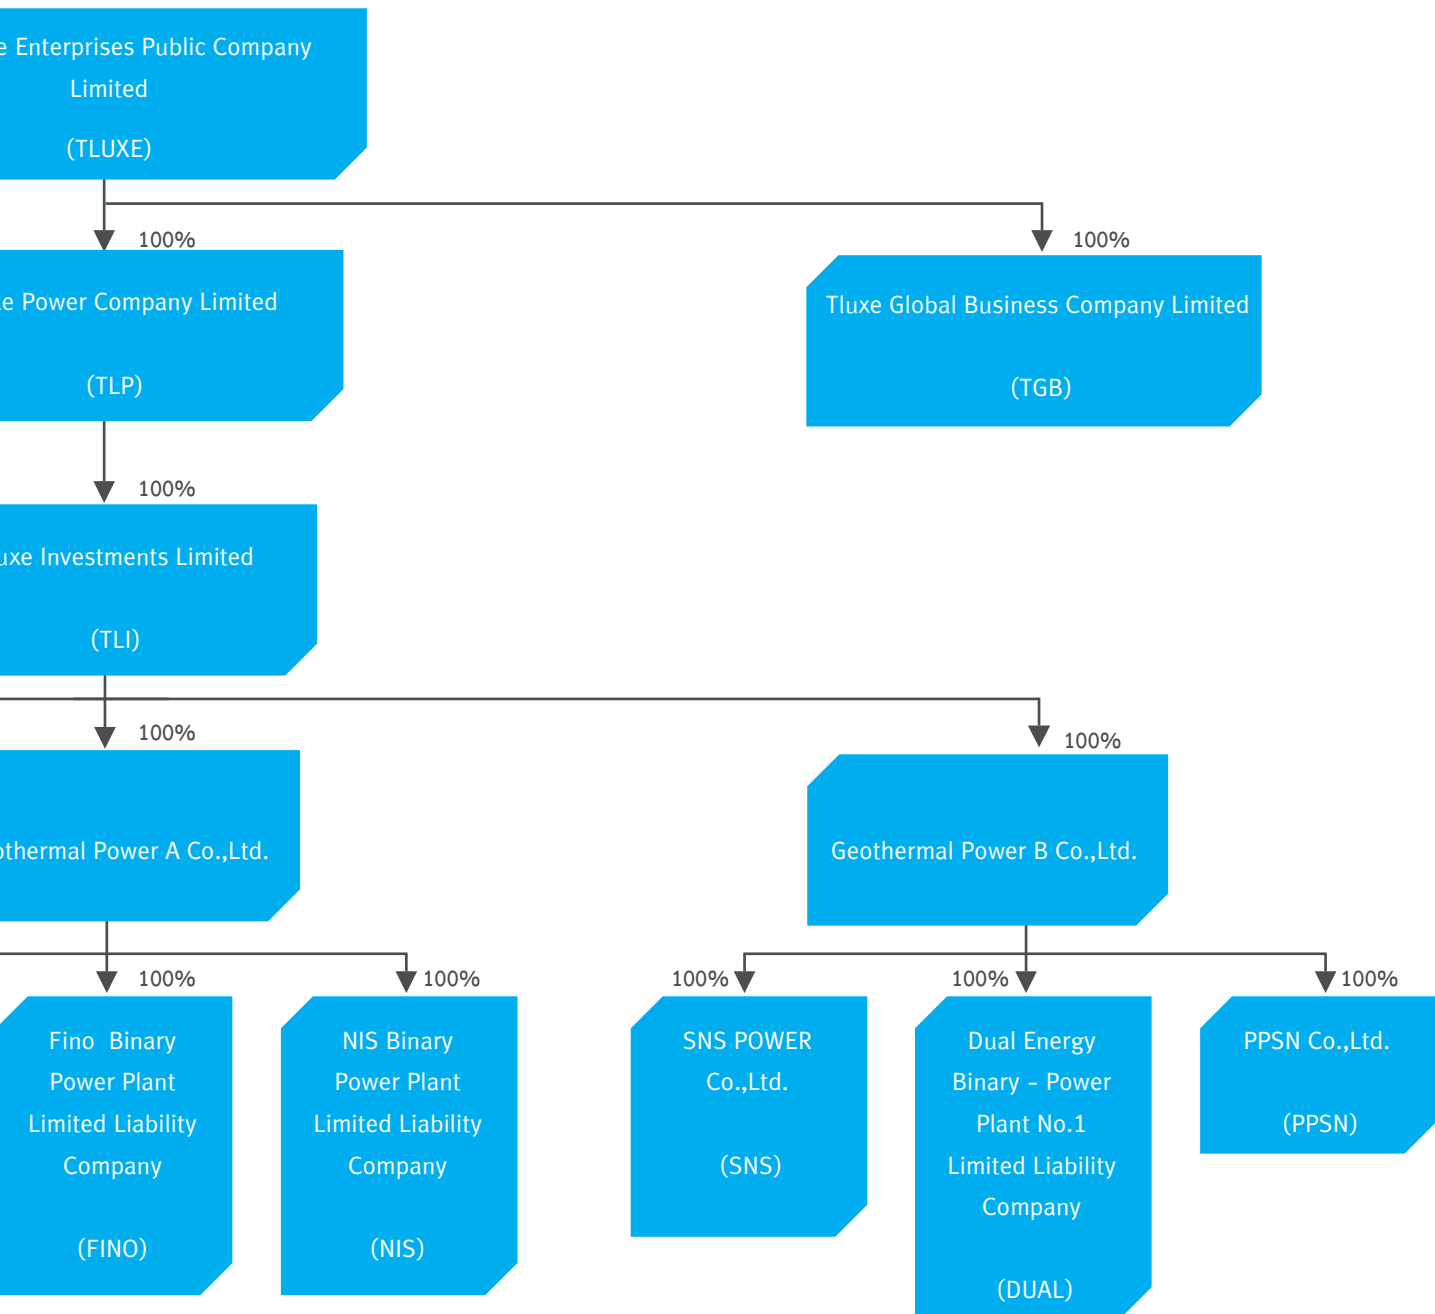 Enterprises Public Company
Limited
(TLUXE)
100%
100%
Power Company Limited
(TLP)
Tluxe Global Business Company Limited
(TGB)
100%
Investments Limited
(TLI)
100%
100%
Power A Co.,Ltd.
Geothermal Power B Co.,Ltd.
100%
100%
100%
100%
100%
Fino Binary
Power Plant
Limited Liability
Company
(FINO)
NIS Binary
Power Plant
Limited Liability
Company
(NIS)
SNS POWER
Co.,Ltd.
(SNS)
Dual Energy
Binary - Power
Plant No.1
Limited Liability
Company
(DUAL)
PPSN Co.,Ltd.
(PPSN)